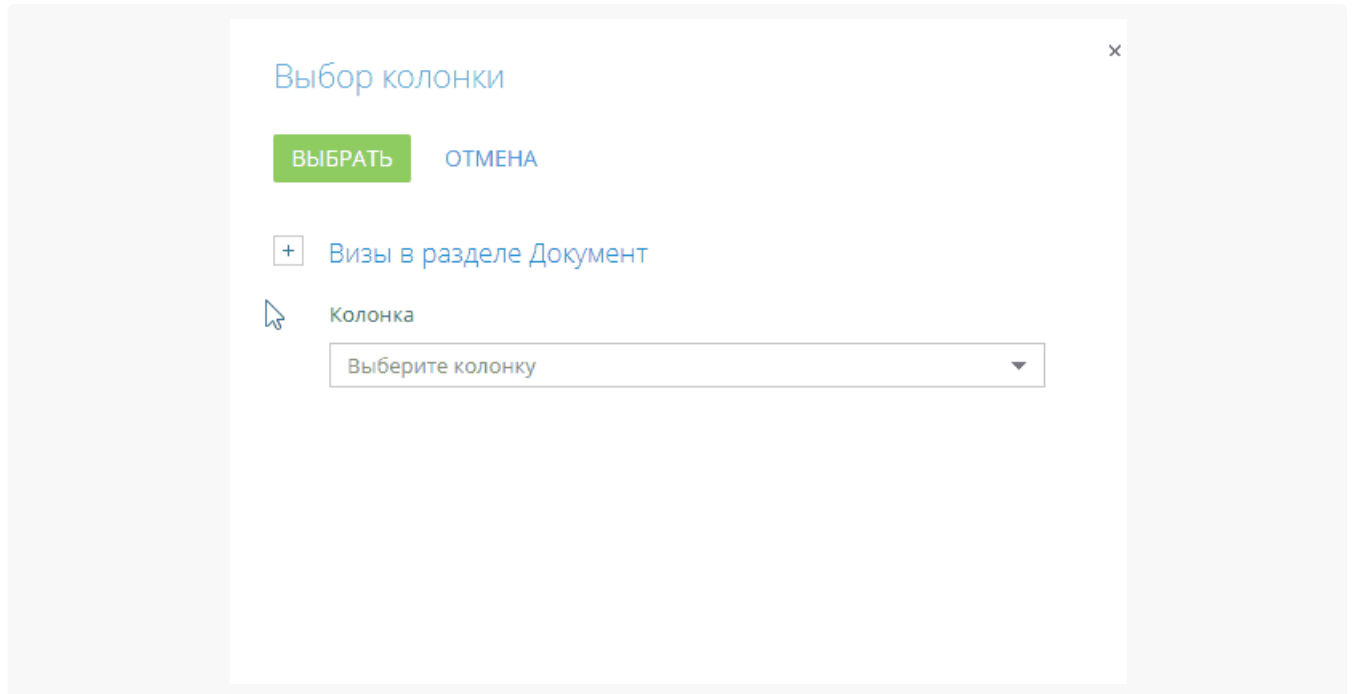 Выбор колонки
ВЫБРАТЬ ОТМЕНА
Визы в разделе Документ
Колонка
Выберите колонку